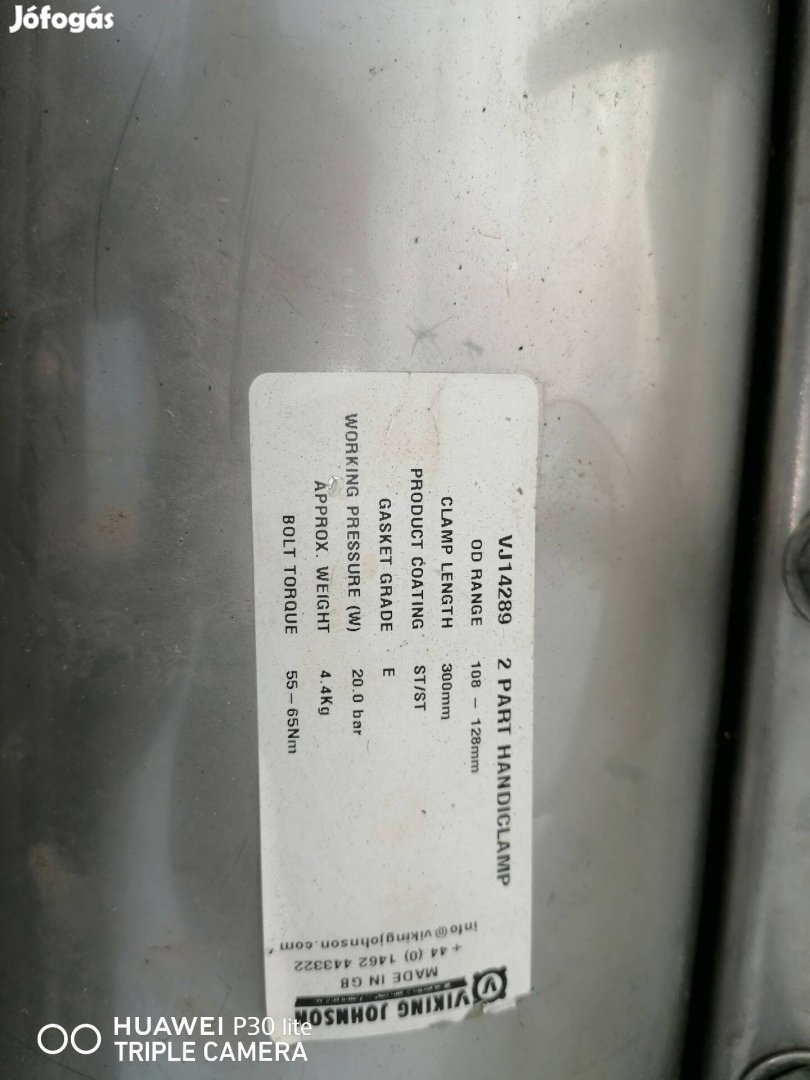 Jófogás
VJ14289 2 PART HANDICLAMP
OD RANGE 108 – 128mm
CLAMP LENGTH 300mm
PRODUCT COATING ST/ST
GASKET GRADE E
WORKING PRESSURE (W) 20.0 bar
APPROX. WEIGHT 4.4Kg
BOLT TORQUE 55–65Nm
VIKING JOHNSON
MADE IN GB
+ 44 (0) 1462 443322
info@vikingjohnson.com
HUAWEI P30 lite
TRIPLE CAMERA